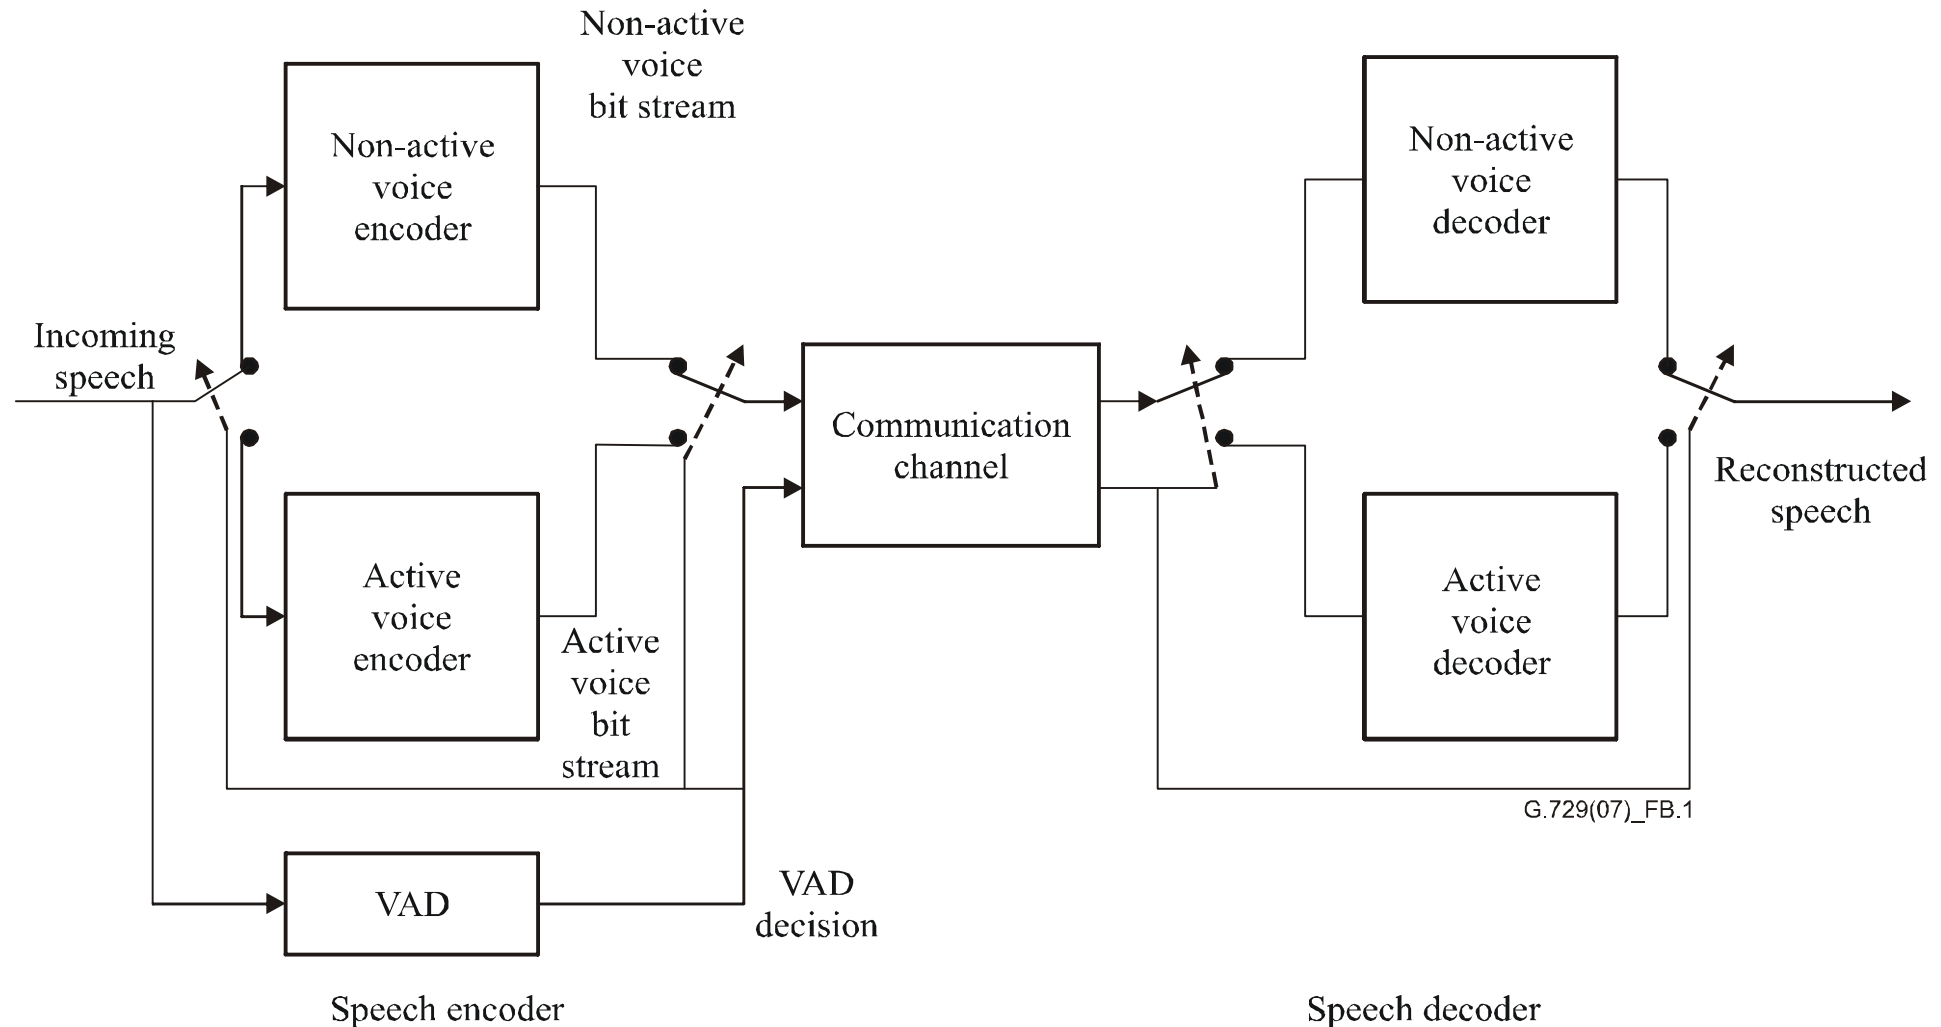 Non-active
voice
bit stream
Non-active
voice
encoder
Non-active
voice
decoder
Incoming
speech
Communication
channel
Reconstructed
speech
Active
voice
encoder
Active
voice
bit
stream
Active
voice
decoder
G.729(07)_FB.1
VAD
VAD
decision
Speech encoder
Speech decoder